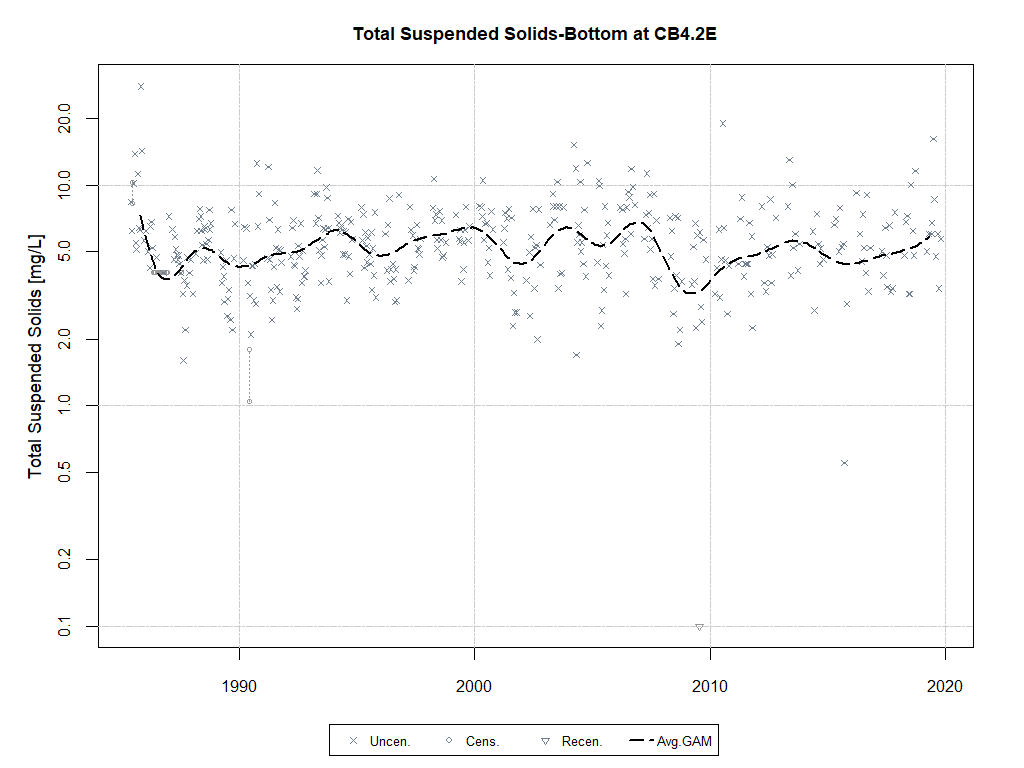 Total Suspended Solids-Bottom at CB4.2E
Total Suspended Solids [mg/L]
20.0
10.0
5.0
2.0
1.0
0.5
0.2
0.1
1990 2000 2010 2020
Uncen. Cens. Recen. Avg.GAM